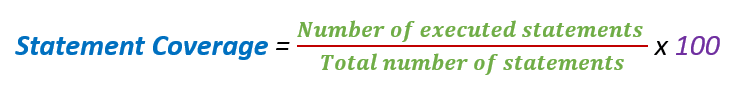 Statement Coverage = Number of executed statements / Total number of statements x 100